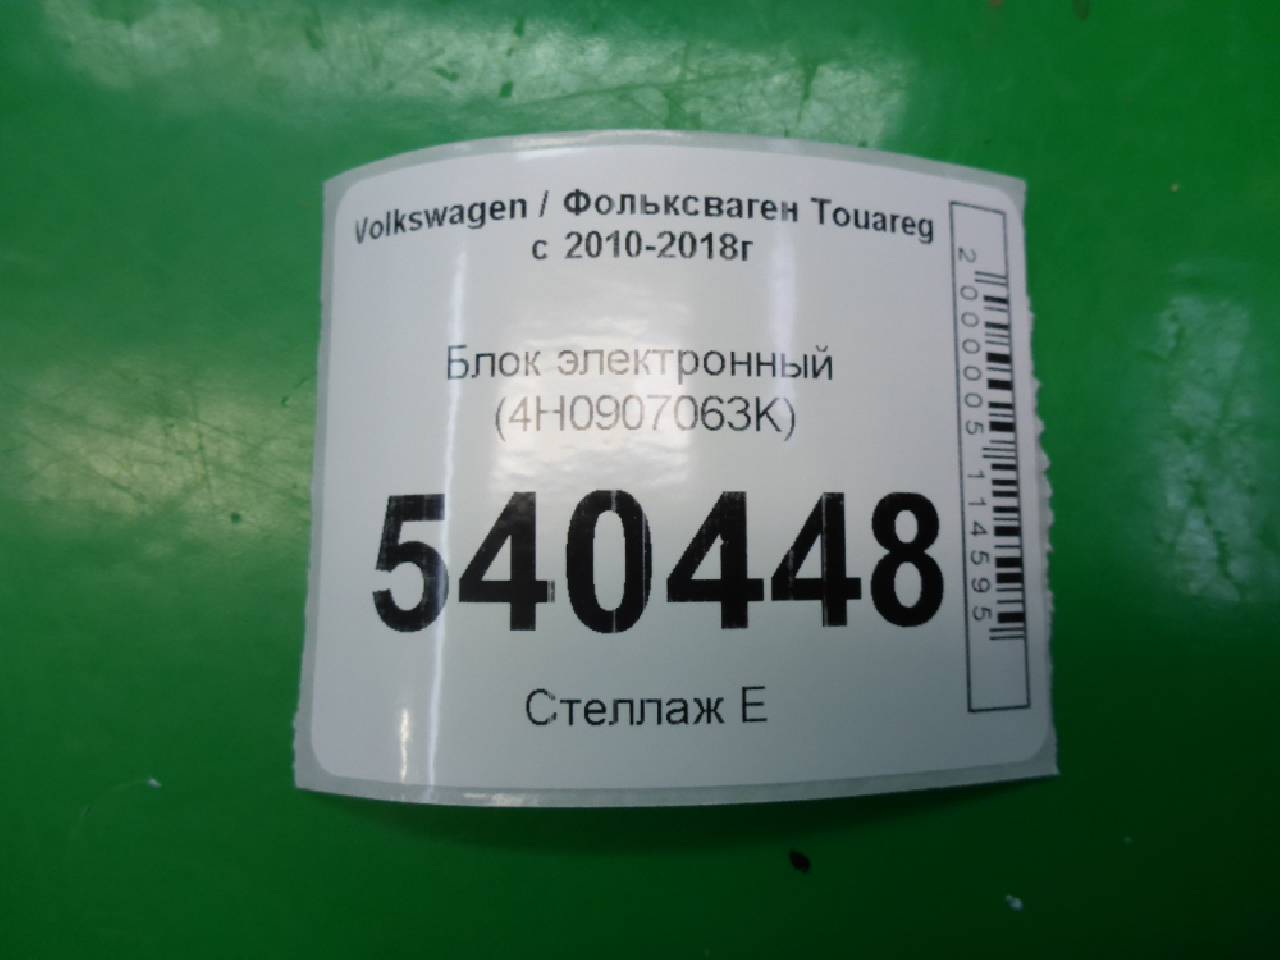 Volkswagen / Фольксваген Touareg
с 2010-2018г
Блок электронный
(4H0907063K)
540448
Стеллаж Е
2000005114595